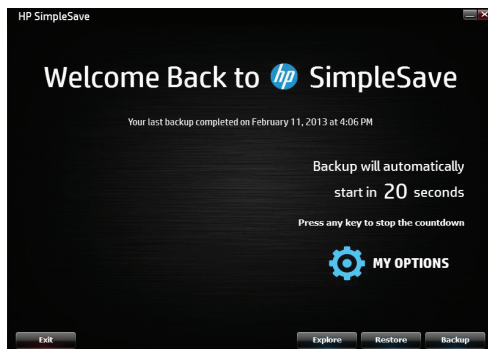 HP SimpleSave
Welcome Back to hp SimpleSave
Your last backup completed on February 11, 2013 at 4:06 PM
Backup will automatically
start in 20 seconds
Press any key to stop the countdown
MY OPTIONS
Exit
Explore
Restore
Backup